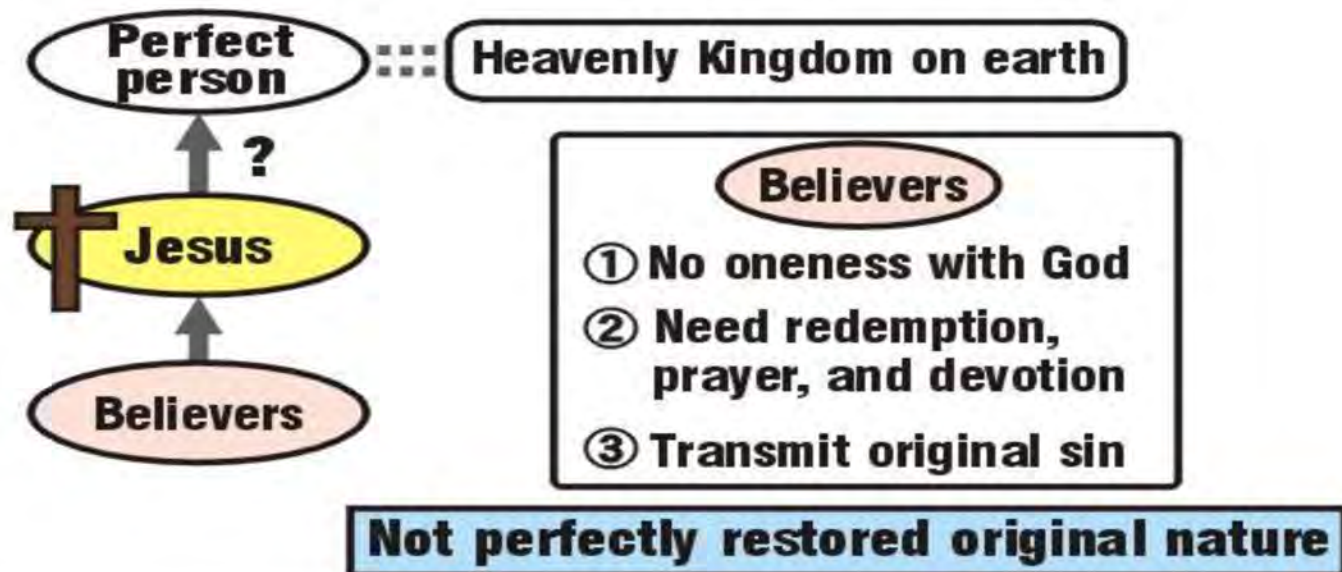 Perfect
person
Heavenly Kingdom on earth
?
Jesus
Believers
Believers
① No oneness with God
② Need redemption,
prayer, and devotion
③ Transmit original sin
Not perfectly restored original nature